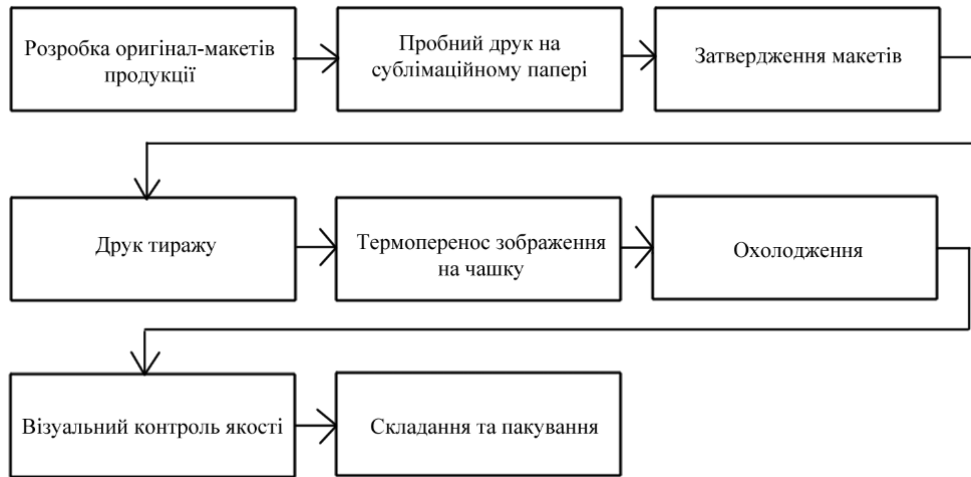 Розробка оригінал-макетів
продукції
Пробний друк на
сублімаційному папері
Затвердження макетів
Друк тиражу
Термоперенос зображення
на чашку
Охолодження
Візуальний контроль якості
Складання та пакування